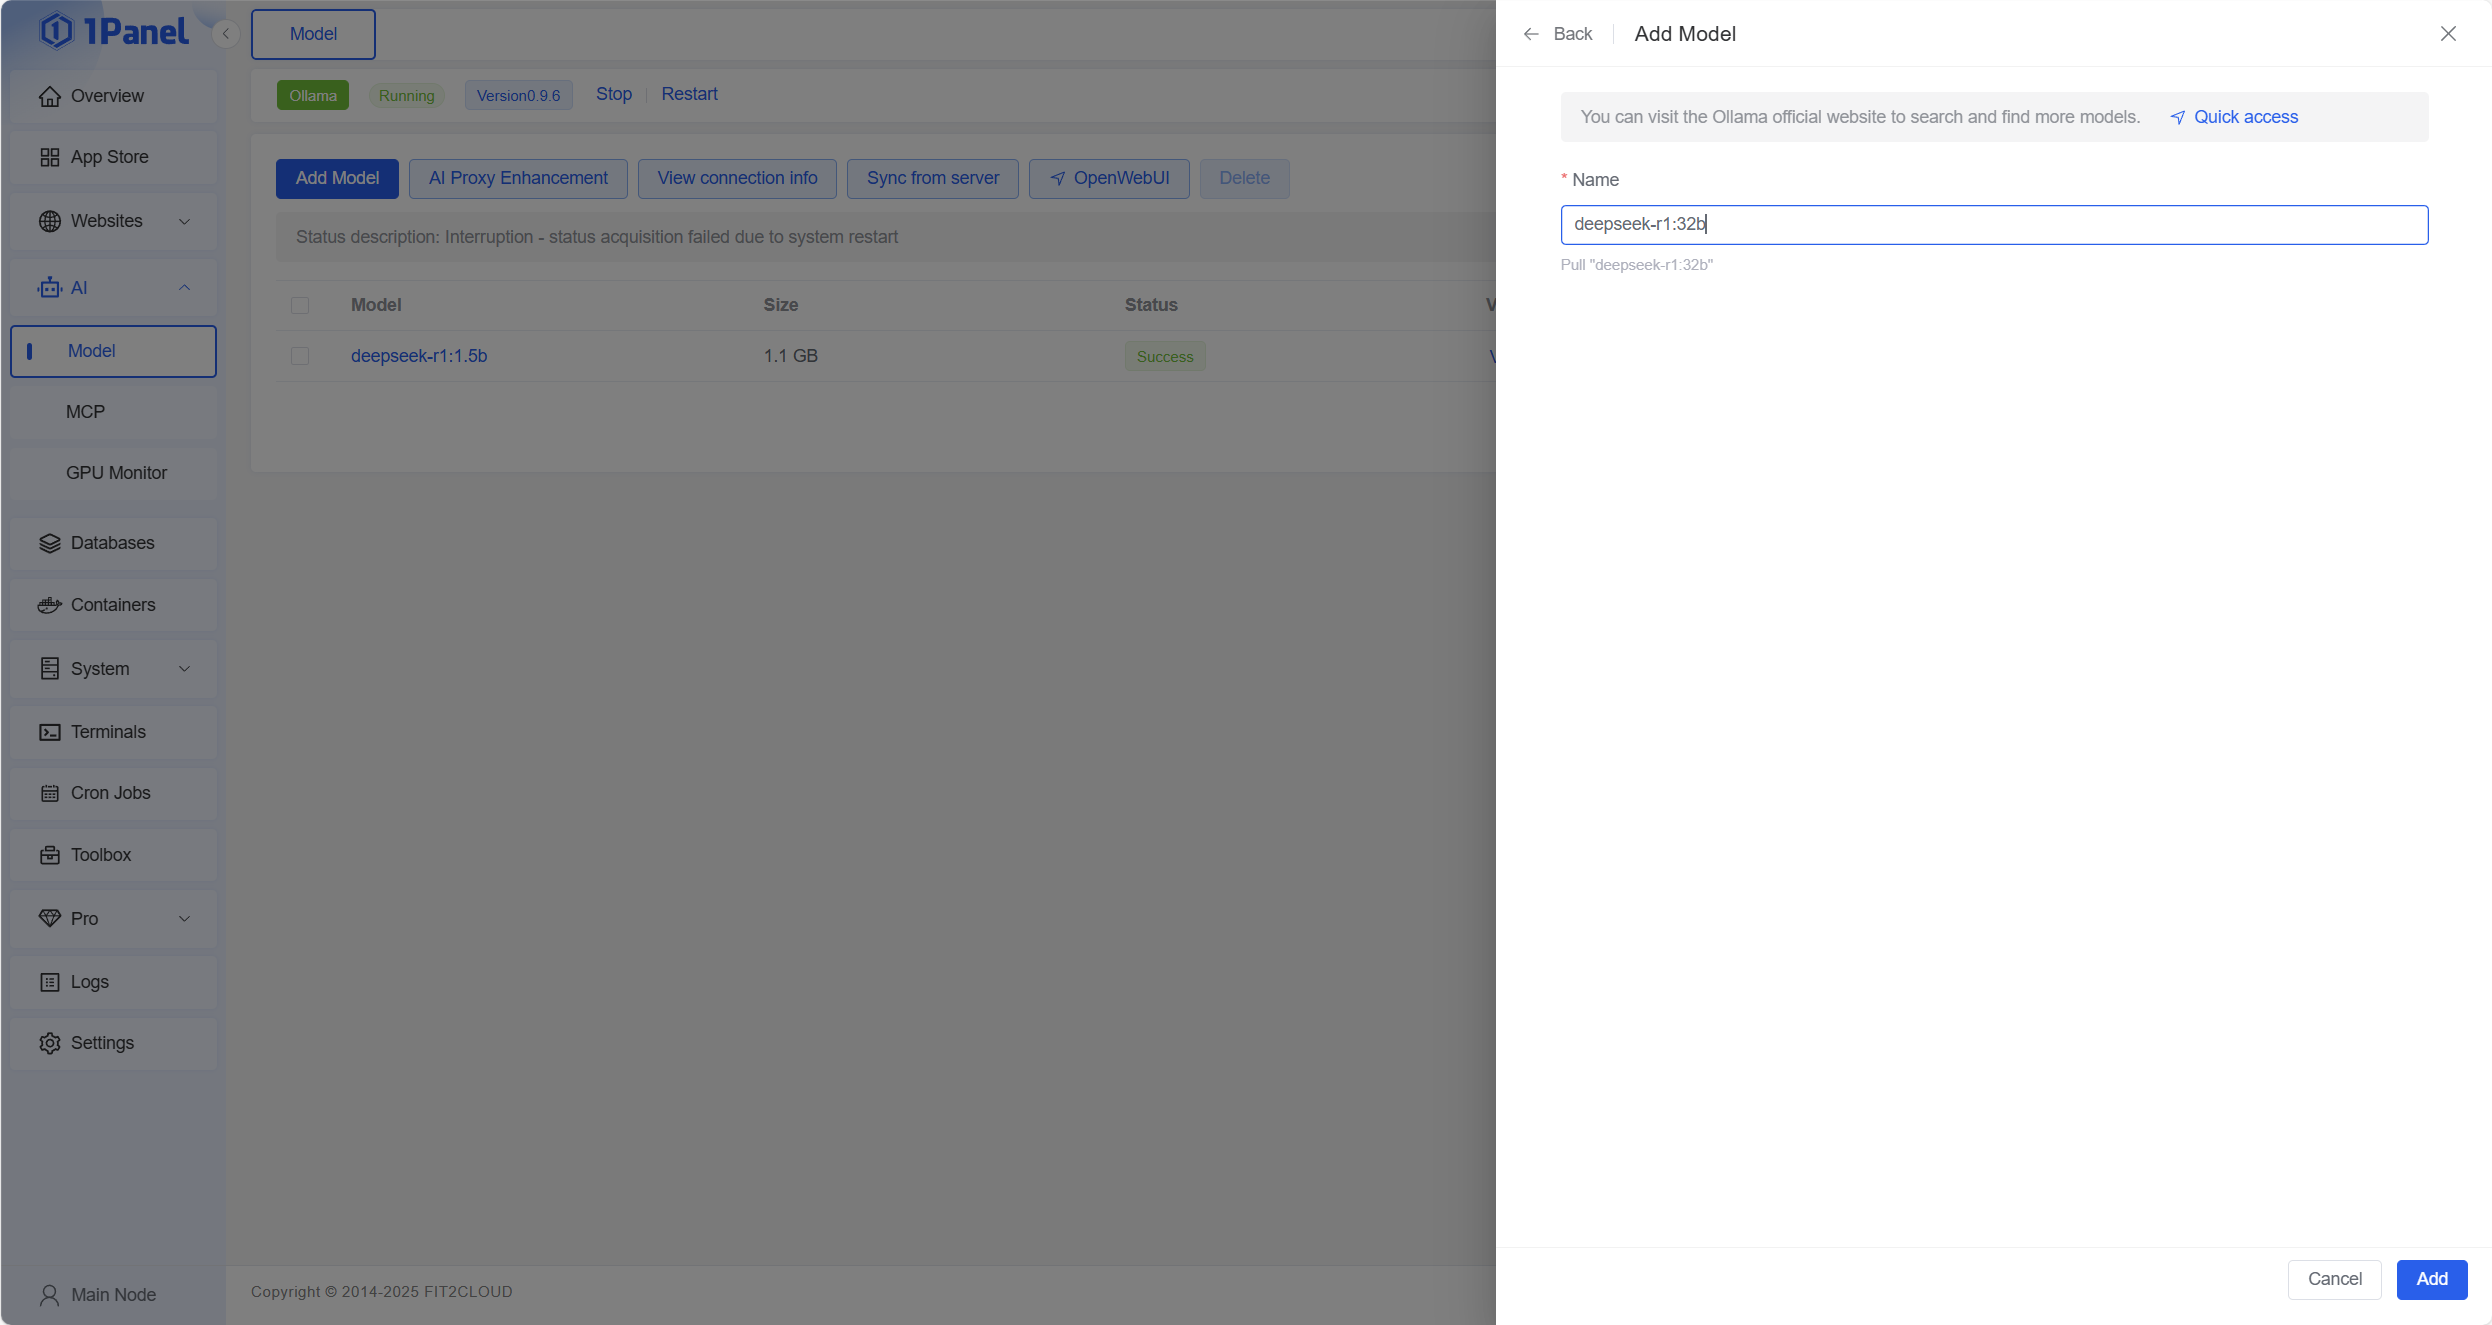 1Panel
Overview
App Store
Websites
AI
Model
MCP
GPU Monitor
Databases
Containers
System
Terminals
Cron Jobs
Toolbox
Pro
Logs
Settings
Main Node
Model
Ollama Running Version0.9.6 Stop Restart
Add Model AI Proxy Enhancement View connection info Sync from server OpenWebUI Delete
Status description: Interruption - status acquisition failed due to system restart
Model Size Status
deepseek-r1:1.5b 1.1 GB Success
Copyright © 2014-2025 FIT2CLOUD
Back Add Model
You can visit the Ollama official website to search and find more models. Quick access
* Name
deepseek-r1:32b
Pull "deepseek-r1:32b"
Cancel Add